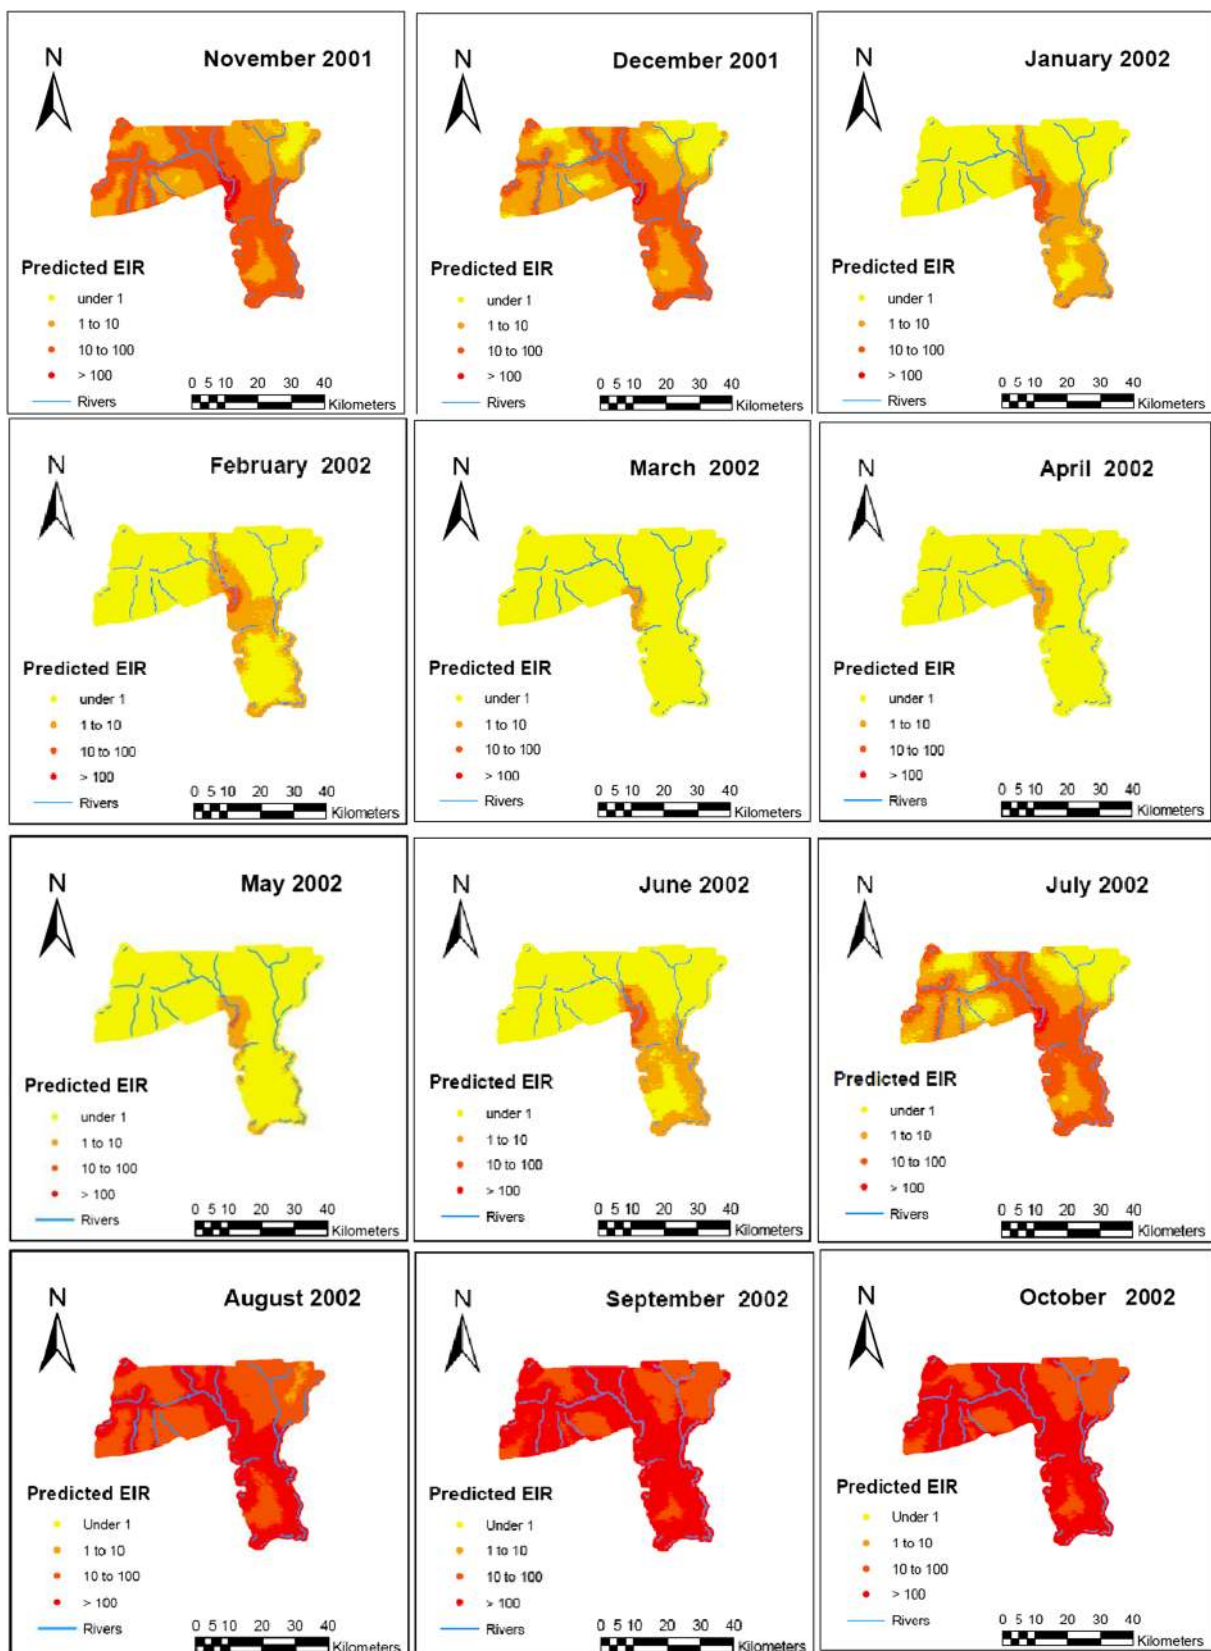 N
November 2001
Predicted EIR
under 1
1 to 10
10 to 100
> 100
Rivers
0 5 10 20 30 40
Kilometers
N
December 2001
Predicted EIR
under 1
1 to 10
10 to 100
> 100
Rivers
0 5 10 20 30 40
Kilometers
N
January 2002
Predicted EIR
under 1
1 to 10
10 to 100
> 100
Rivers
0 5 10 20 30 40
Kilometers
N
February 2002
Predicted EIR
under 1
1 to 10
10 to 100
> 100
Rivers
0 5 10 20 30 40
Kilometers
N
March 2002
Predicted EIR
under 1
1 to 10
10 to 100
> 100
Rivers
0 5 10 20 30 40
Kilometers
N
April 2002
Predicted EIR
under 1
1 to 10
10 to 100
> 100
Rivers
0 5 10 20 30 40
Kilometers
N
May 2002
Predicted EIR
under 1
1 to 10
10 to 100
> 100
Rivers
0 5 10 20 30 40
Kilometers
N
June 2002
Predicted EIR
under 1
1 to 10
10 to 100
> 100
Rivers
0 5 10 20 30 40
Kilometers
N
July 2002
Predicted EIR
under 1
1 to 10
10 to 100
> 100
Rivers
0 5 10 20 30 40
Kilometers
N
August 2002
Predicted EIR
Under 1
1 to 10
10 to 100
> 100
Rivers
0 5 10 20 30 40
Kilometers
N
September 2002
Predicted EIR
Under 1
1 to 10
10 to 100
> 100
Rivers
0 5 10 20 30 40
Kilometers
N
October 2002
Predicted EIR
Under 1
1 to 10
10 to 100
> 100
Rivers
0 5 10 20 30 40
Kilometers